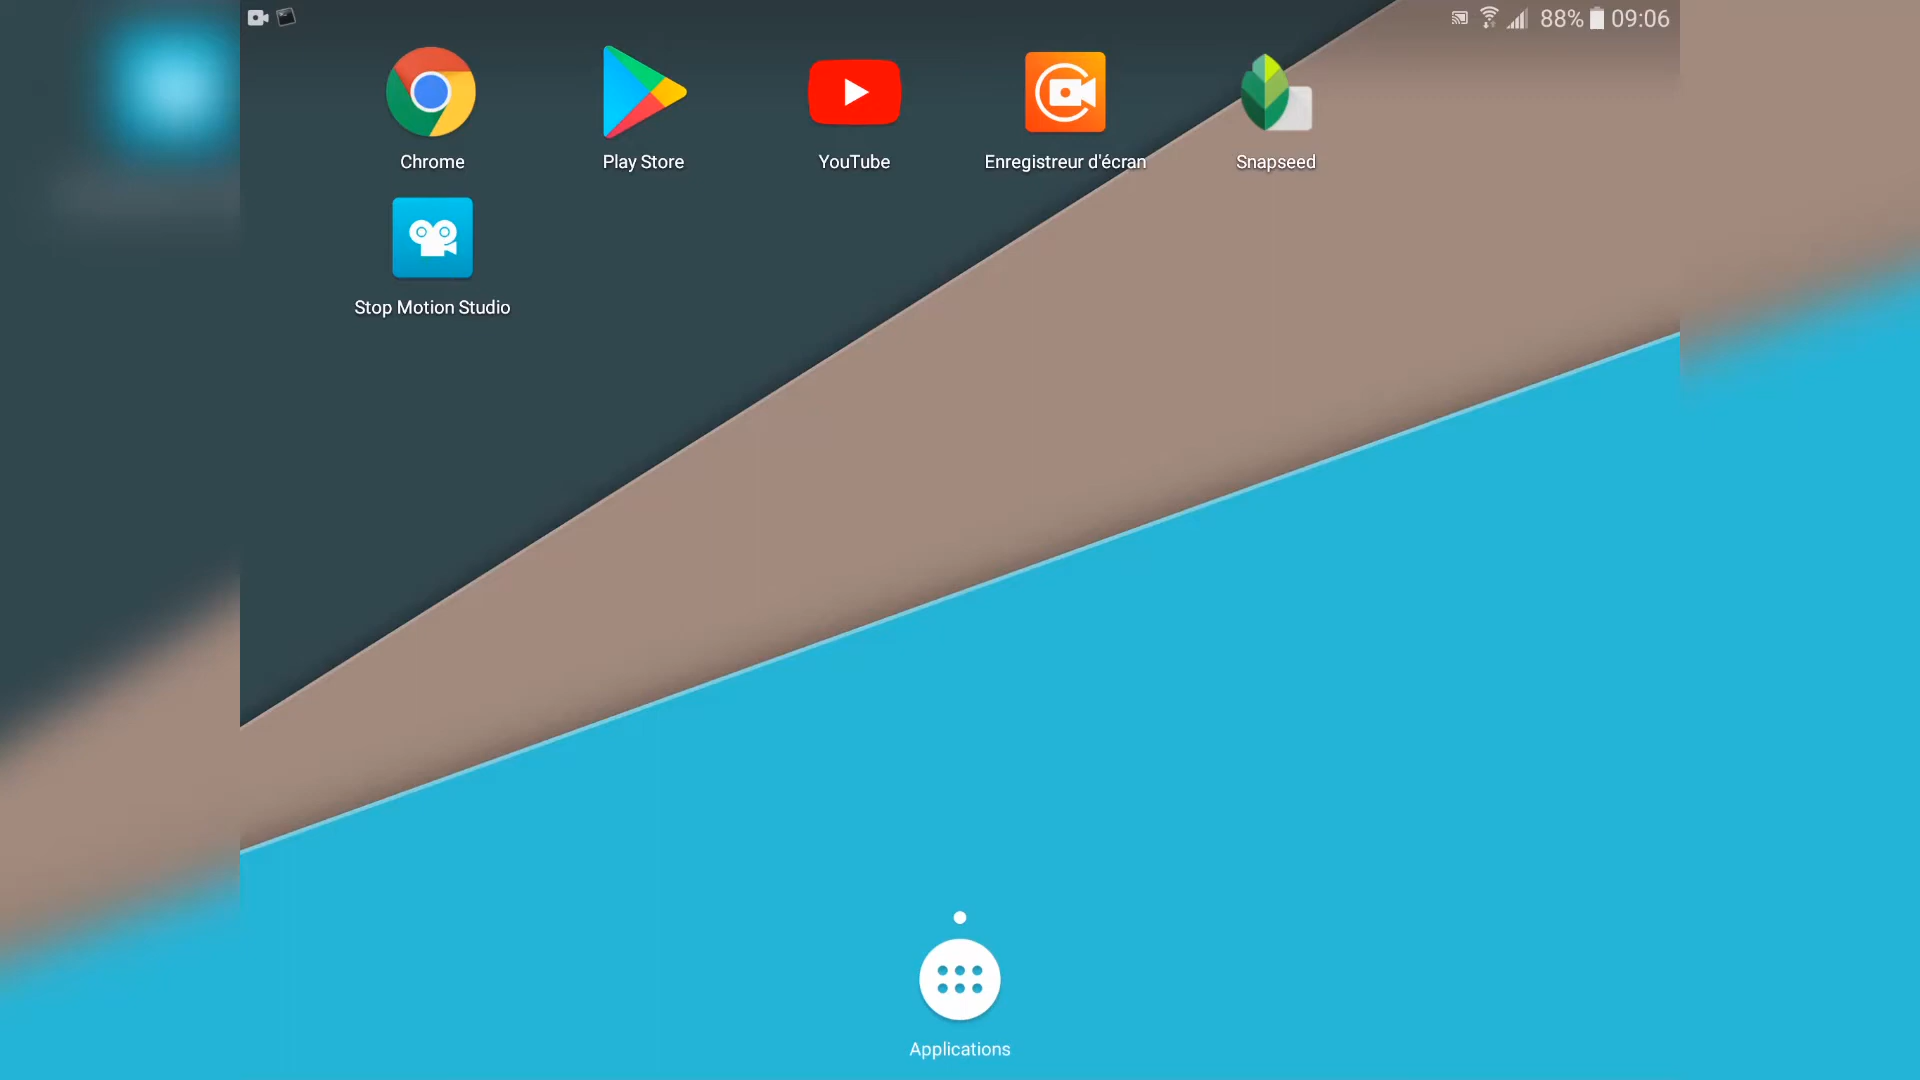 88% 09:06
Chrome
Play Store
YouTube
Enregistreur d'écran
Snapseed
Stop Motion Studio
Applications